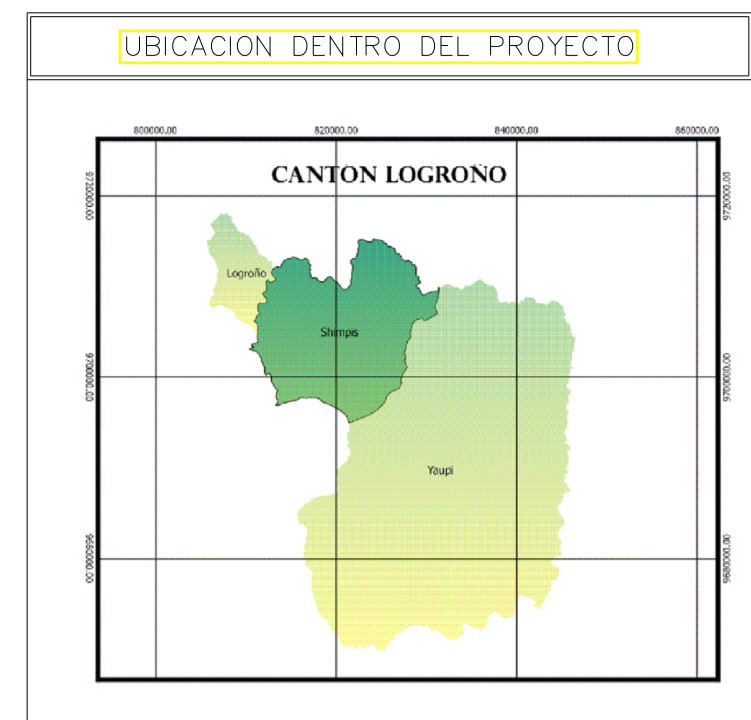 UBICACION DENTRO DEL PROYECTO
800000.00 820000.00 840000.00 860000.00
CANTON LOGROÑO
9720000.00 9720000.00
Logroño
Shimpis
9700000.00 9700000.00
Yaupi
9680000.00 9680000.00